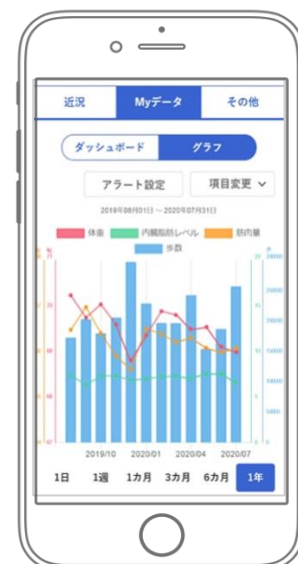 近況 Myデータ その他
ダッシュボード グラフ
アラート設定 項目変更
2019年08月01日 ～ 2020年07月31日
体重 内臓脂肪レベル 筋肉量
歩数
2019/10 2020/01 2020/04 2020/07
1日 1週 1カ月 3カ月 6カ月 1年